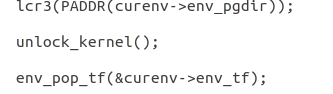 lcr3(PADDR(curenv->env_pgdir));
unlock_kernel();
env_pop_tf(&curenv->env_tf);